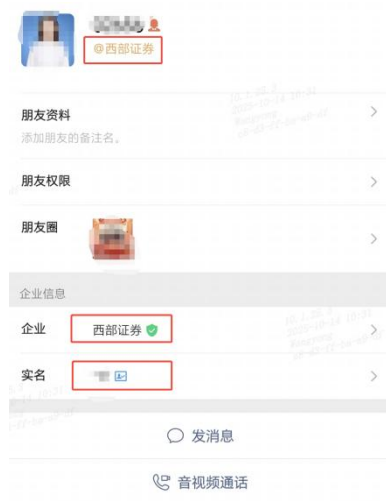 @西部证券
朋友资料
添加朋友的备注名。
朋友权限
朋友圈
企业信息
企业 西部证券
实名
发消息
音视频通话